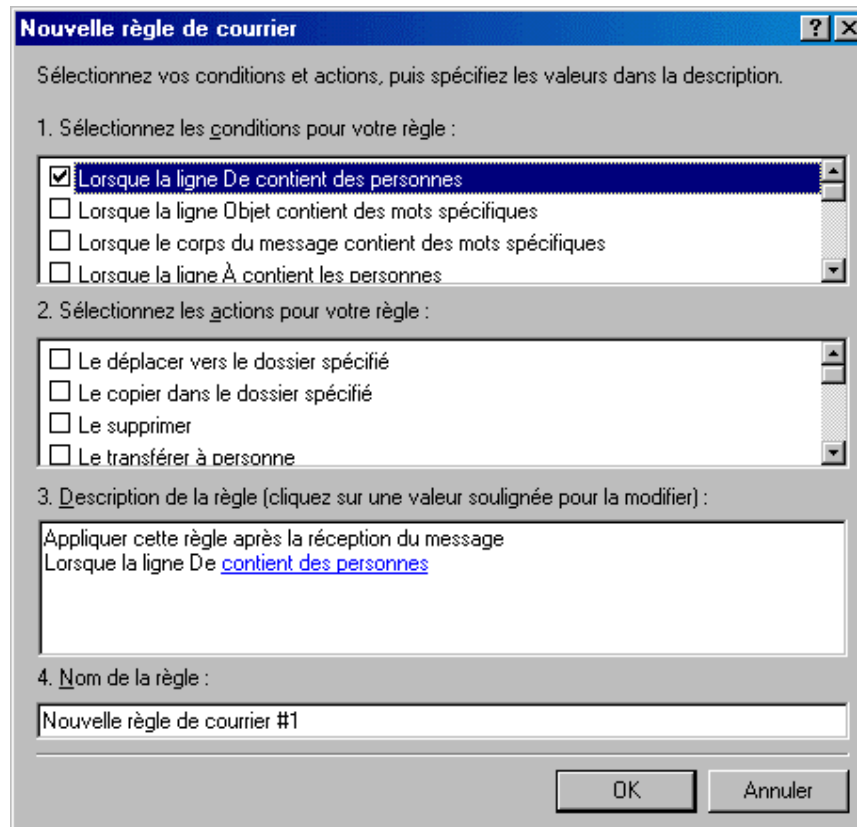 Nouvelle règle de courrier
Sélectionnez vos conditions et actions, puis spécifiez les valeurs dans la description.
1. Sélectionnez les conditions pour votre règle :
Lorsque la ligne De contient des personnes
Lorsque la ligne Objet contient des mots spécifiques
Lorsque le corps du message contient des mots spécifiques
Lorsque la ligne À contient les personnes
2. Sélectionnez les actions pour votre règle :
Le déplacer vers le dossier spécifié
Le copier dans le dossier spécifié
Le supprimer
Le transférer à personne
3. Description de la règle (cliquez sur une valeur soulignée pour la modifier) :
Appliquer cette règle après la réception du message
Lorsque la ligne De contient des personnes
4. Nom de la règle :
Nouvelle règle de courrier #1
OK Annuler